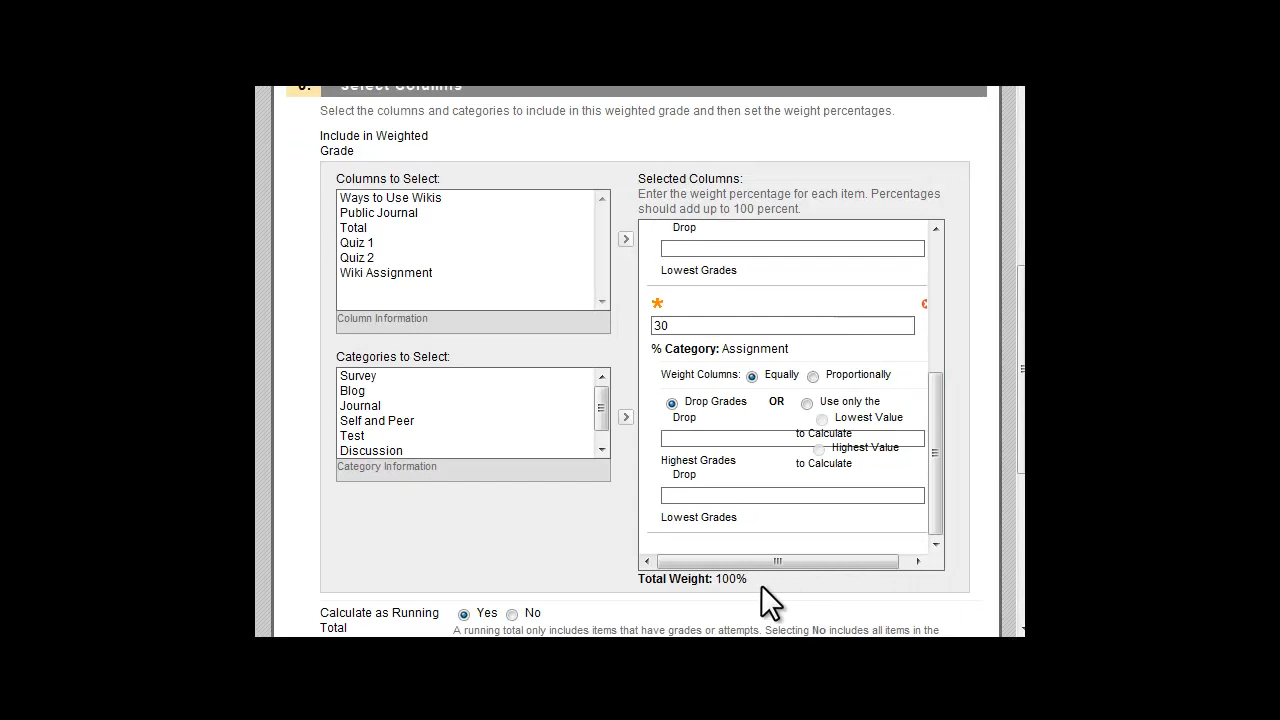 Select Columns
Select the columns and categories to include in this weighted grade and then set the weight percentages.
Include in Weighted
Grade
Columns to Select:
Ways to Use Wikis
Public Journal
Total
Quiz 1
Quiz 2
Wiki Assignment
Column Information
Categories to Select:
Survey
Blog
Journal
Self and Peer
Test
Discussion
Category Information
Selected Columns:
Enter the weight percentage for each item. Percentages
should add up to 100 percent.
Drop
Lowest Grades
*
30
% Category: Assignment
Weight Columns: Equally Proportionally
Drop Grades OR Use only the
Drop Lowest Value
to Calculate
Highest Value
Highest Grades to Calculate
Drop
Lowest Grades
Total Weight: 100%
Calculate as Running
Total
Yes No
A running total only includes items that have grades or attempts. Selecting No includes all items in the